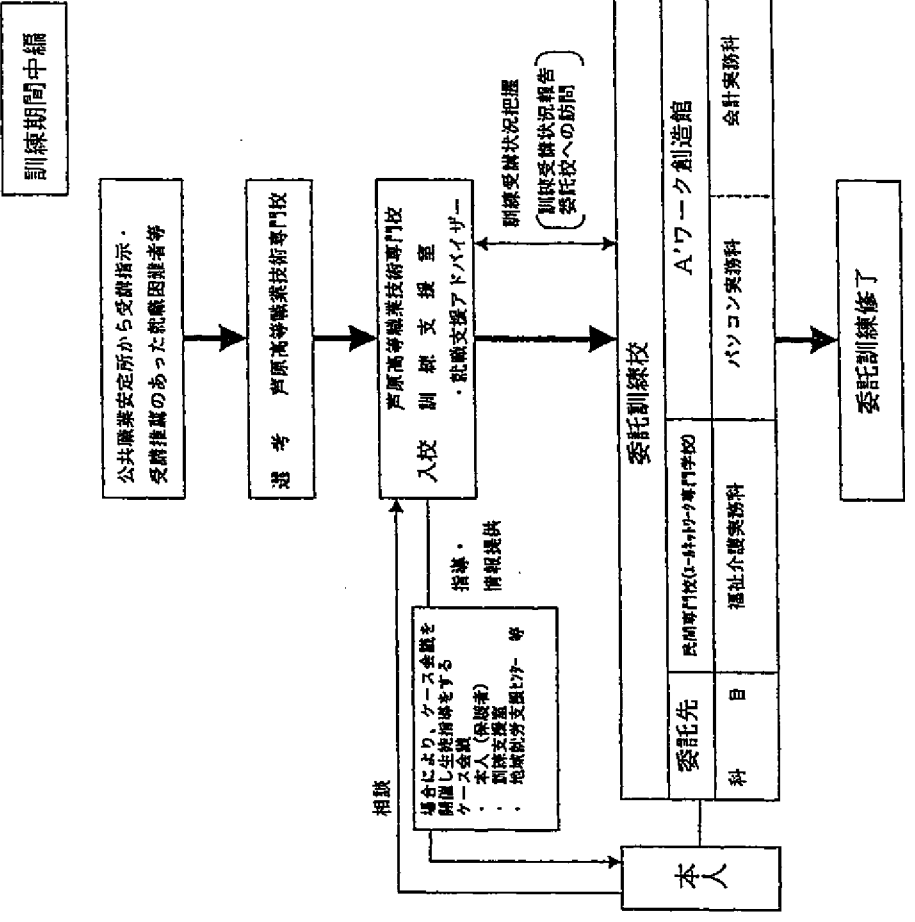 訓練期間中編
公共職業安定所から受講指示・
受講推薦のあった就職困難者等
選考　芦原高等職業技術専門校
芦原高等職業技術専門校
入校　訓練支援室
・就職支援アドバイザー
訓練受講状況把握
訓練受講状況報告
委託校への訪問
指導・
情報提供
相談
場合により、ケース会議を
開催し生徒指導をする
ケース会議
・本人（保護者）
・訓練支援室
・地域就労支援センター　等
本人
委託訓練校
委託先　民間専門校(エールネットワーク専門学校)　A'ワーク創造館
科目　福祉介護実務科　パソコン実務科　会計実務科
委託訓練修了